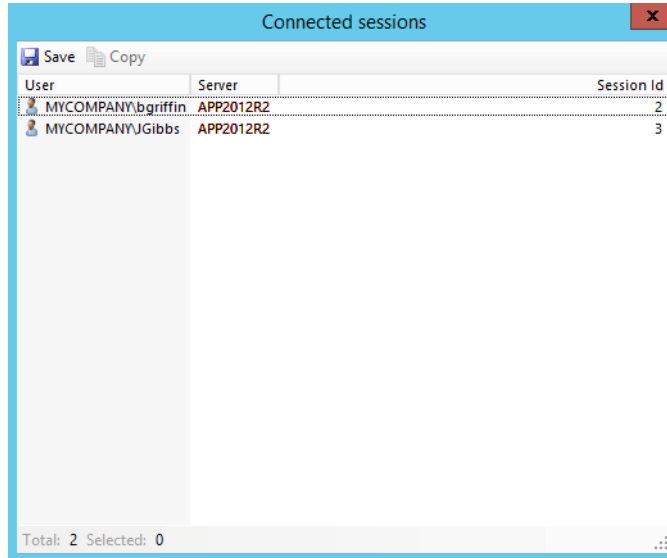 Connected sessions
x
Save Copy
User Server Session Id
MYCOMPANY\bgriffin APP2012R2 2
MYCOMPANY\JGibbs APP2012R2 3
Total: 2 Selected: 0